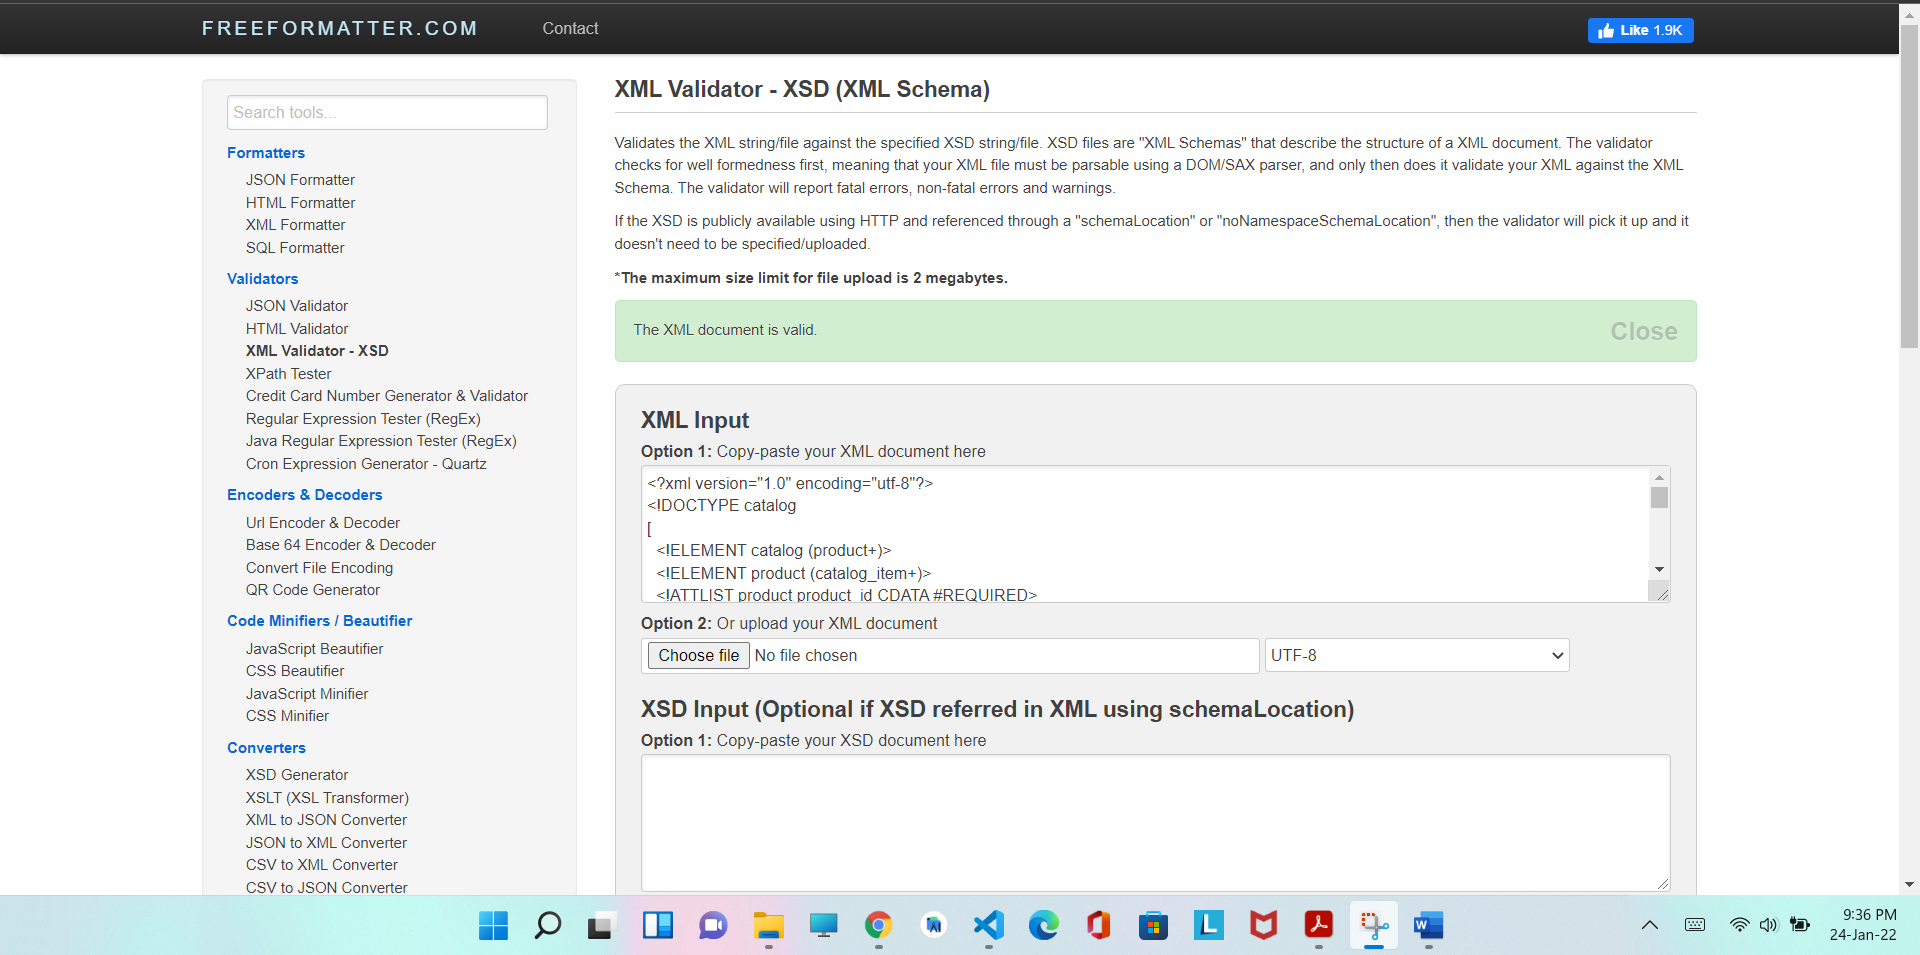 FREEFORMATTER.COM
Contact
Like 1.9K
Search tools...
Formatters
JSON Formatter
HTML Formatter
XML Formatter
SQL Formatter
Validators
JSON Validator
HTML Validator
XML Validator - XSD
XPath Tester
Credit Card Number Generator & Validator
Regular Expression Tester (RegEx)
Java Regular Expression Tester (RegEx)
Cron Expression Generator - Quartz
Encoders & Decoders
Url Encoder & Decoder
Base 64 Encoder & Decoder
Convert File Encoding
QR Code Generator
Code Minifiers / Beautifier
JavaScript Beautifier
CSS Beautifier
JavaScript Minifier
CSS Minifier
Converters
XSD Generator
XSLT (XSL Transformer)
XML to JSON Converter
JSON to XML Converter
CSV to XML Converter
CSV to JSON Converter
XML Validator - XSD (XML Schema)
Validates the XML string/file against the specified XSD string/file. XSD files are "XML Schemas" that describe the structure of a XML document. The validator
checks for well formedness first, meaning that your XML file must be parsable using a DOM/SAX parser, and only then does it validate your XML against the XML
Schema. The validator will report fatal errors, non-fatal errors and warnings.
If the XSD is publicly available using HTTP and referenced through a "schemaLocation" or "noNamespaceSchemaLocation", then the validator will pick it up and it
doesn't need to be specified/uploaded.
*The maximum size limit for file upload is 2 megabytes.
The XML document is valid.
Close
XML Input
Option 1: Copy-paste your XML document here
<?xml version="1.0" encoding="utf-8"?>
<!DOCTYPE catalog
[
<!ELEMENT catalog (product+)>
<!ELEMENT product (catalog_item+)>
<!ATTLIST product product_id CDATA #REQUIRED>
Option 2: Or upload your XML document
Choose file No file chosen
UTF-8
XSD Input (Optional if XSD referred in XML using schemaLocation)
Option 1: Copy-paste your XSD document here
9:36 PM
24-Jan-22